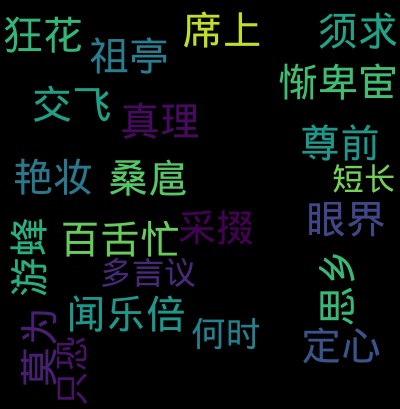 狂花
祖亭
席上
须求
惭卑宦
交飞
真理
尊前
艳妆
桑扈
短长
采掇
眼界
百舌忙
游蜂
多言议
思乡
闻乐倍
何时
定心
莫为
只恐